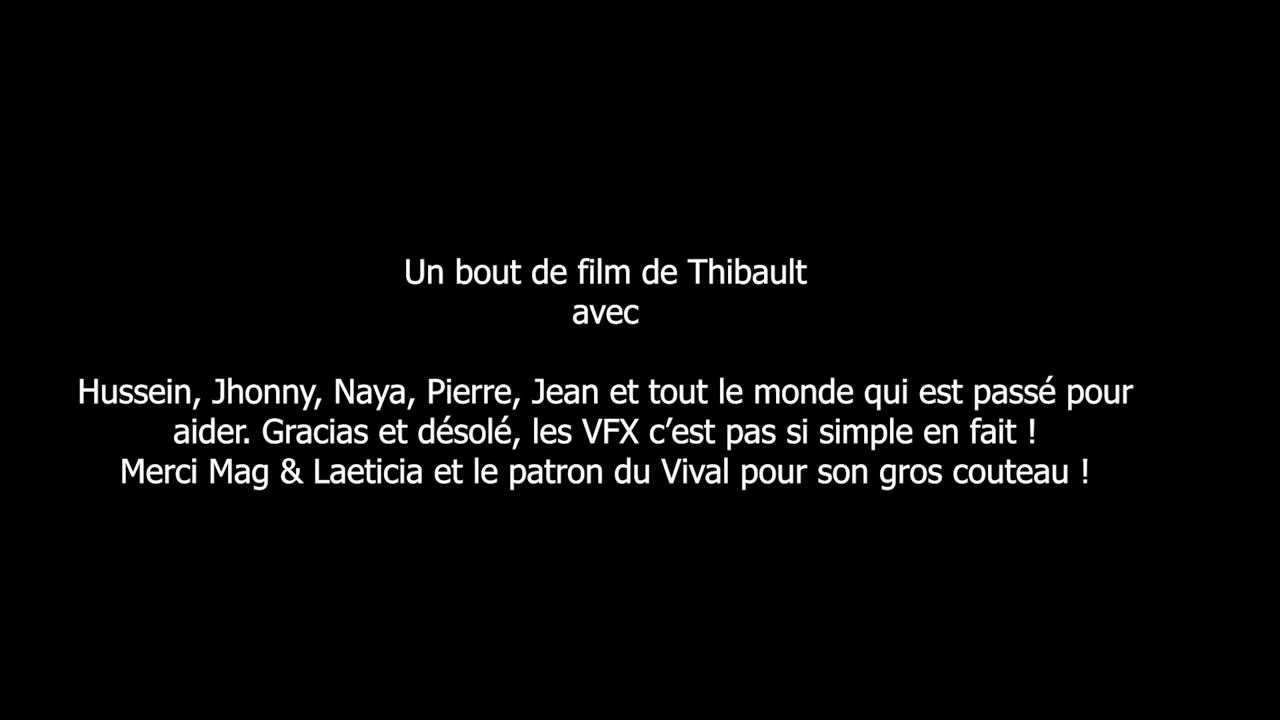 Un bout de film de Thibault
avec
Hussein, Jhonny, Naya, Pierre, Jean et tout le monde qui est passé pour
aider. Gracias et désolé, les VFX c’est pas si simple en fait !
Merci Mag & Laeticia et le patron du Vival pour son gros couteau !